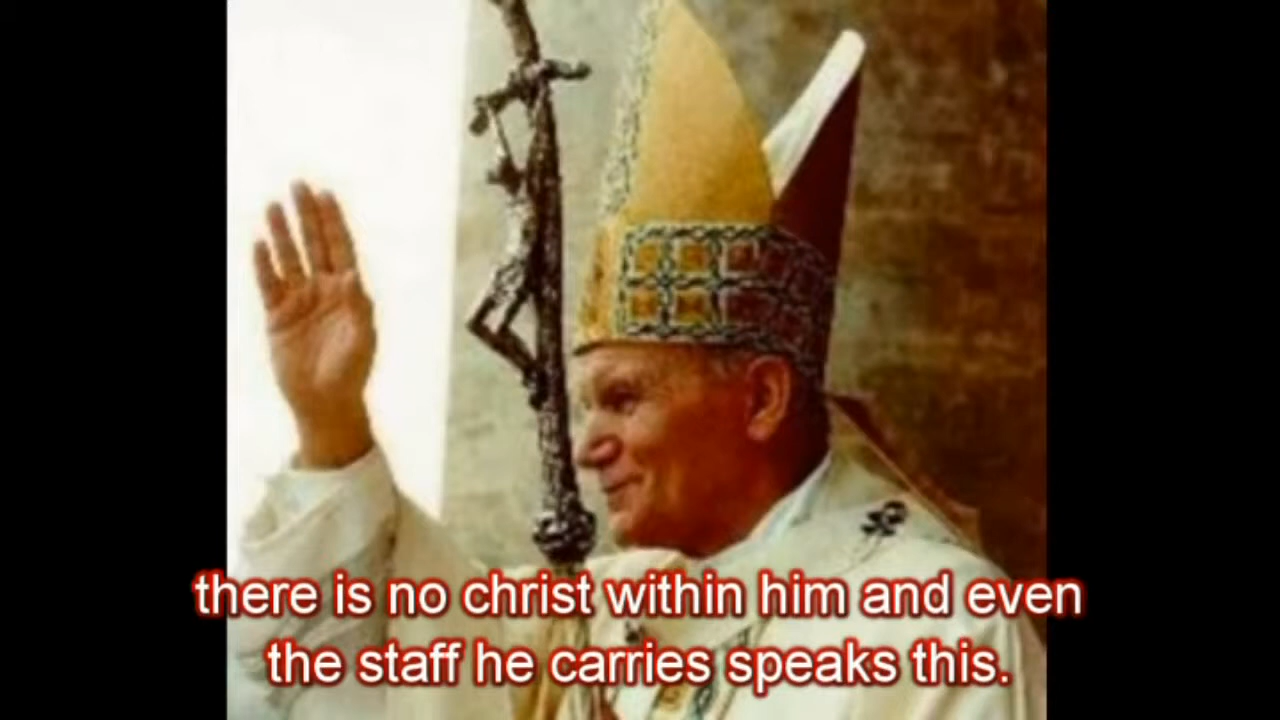 there is no christ within him and even
the staff he carries speaks this.